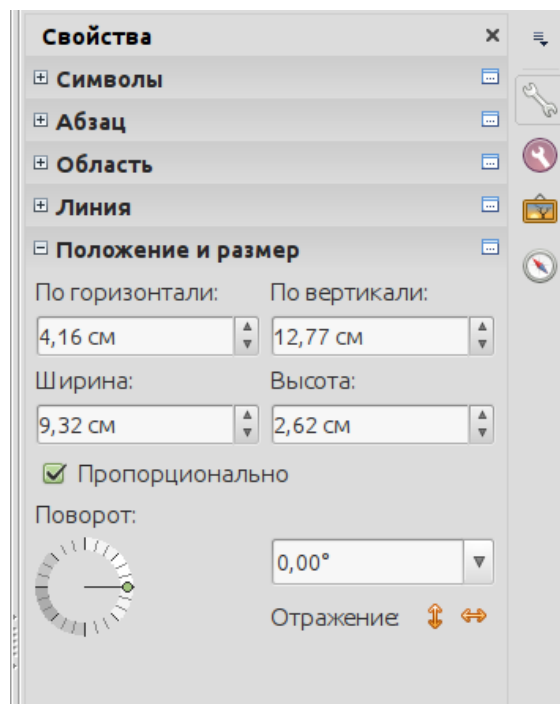 Свойства
Символы
Абзац
Область
Линия
Положение и размер
По горизонтали: По вертикали:
4,16 см 12,77 см
Ширина: Высота:
9,32 см 2,62 см
Пропорционально
Поворот:
0,00°
Отражение